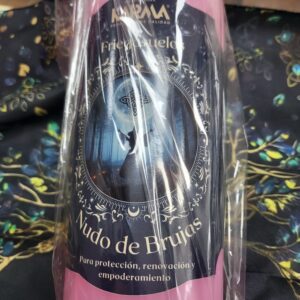 Friegasuelos
Nudo de Brujas
Para protección, renovación y
empoderamiento